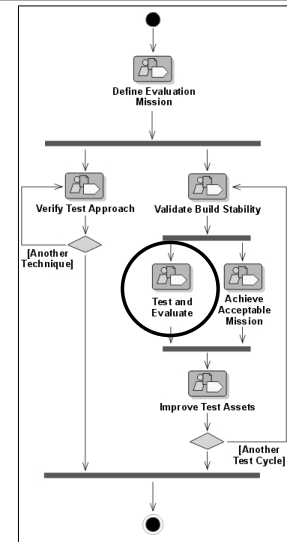 Define Evaluation
Mission
Verify Test Approach
Validate Build Stability
[Another
Technique]
Test and
Evaluate
Achieve
Acceptable
Mission
Improve Test Assets
[Another
Test Cycle]